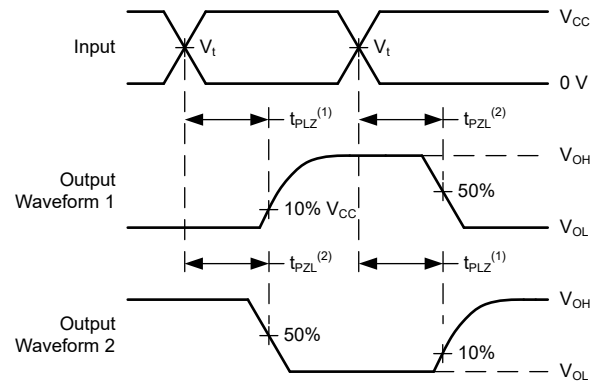 V_CC
Input
V_t
V_t
0 V
t_PLZ^(1)
t_PZL^(2)
V_OH
Output
Waveform 1
50%
10% V_CC
V_OL
t_PZL^(2)
t_PLZ^(1)
V_OH
Output
Waveform 2
50%
10%
V_OL